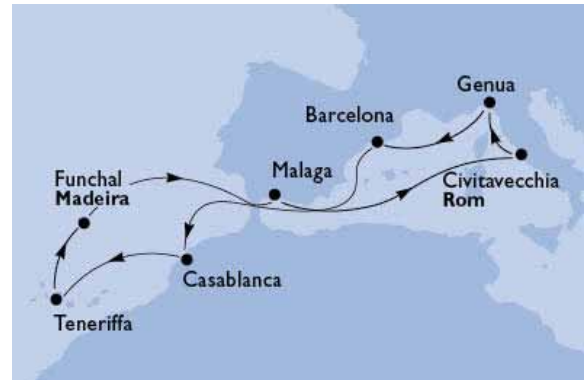 Genua
Barcelona
Malaga
Civitavecchia
Rom
Funchal
Madeira
Casablanca
Teneriffa